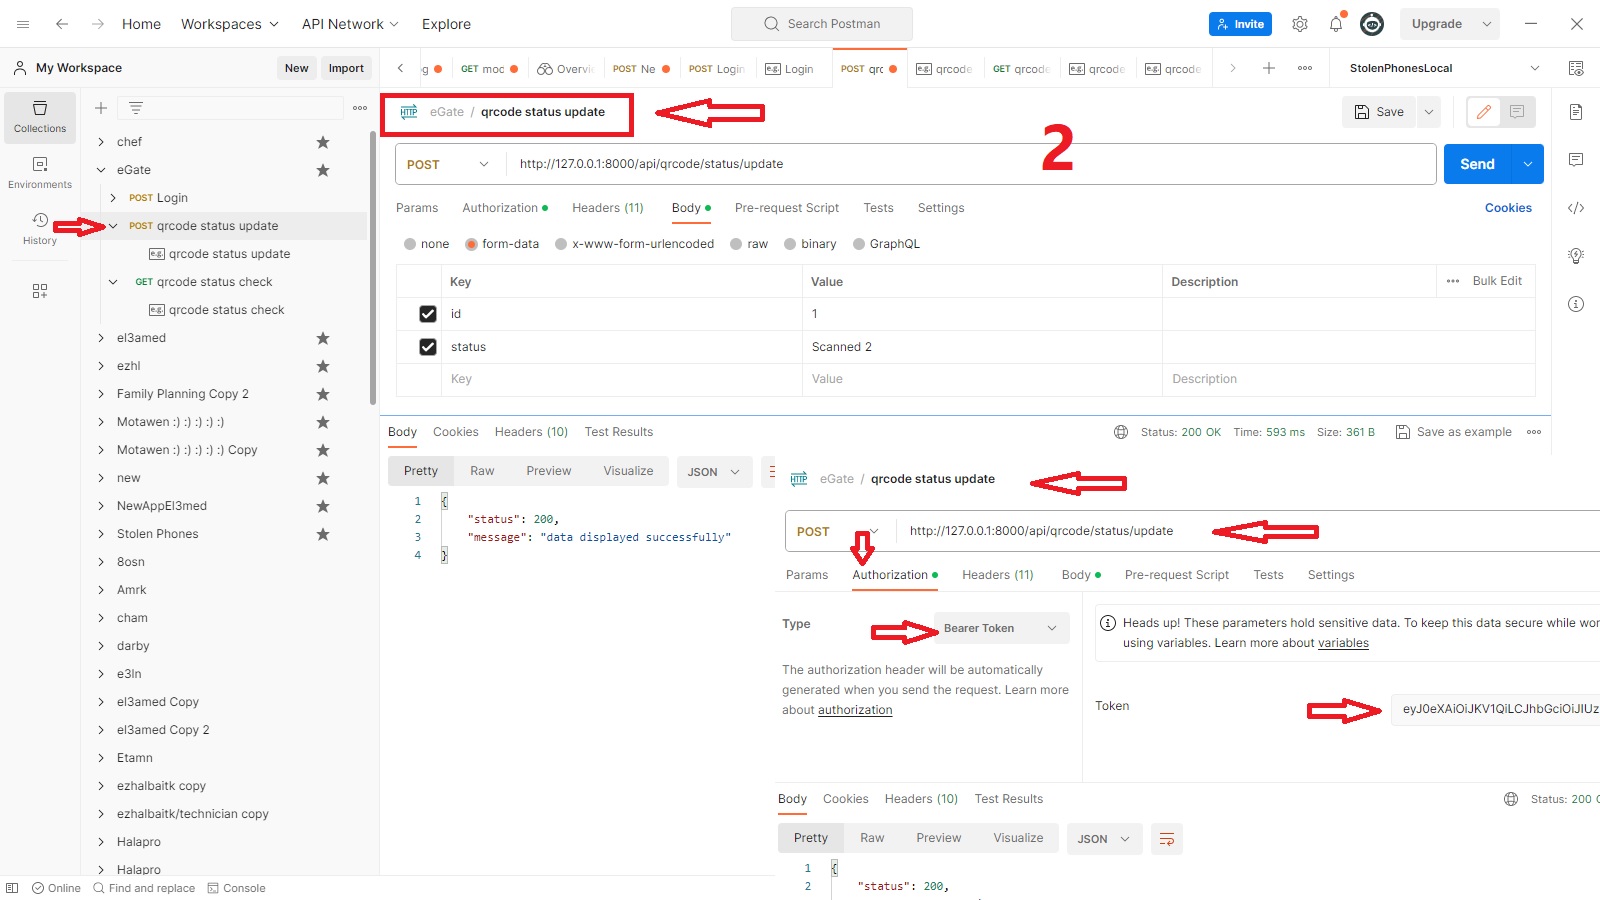 Home Workspaces API Network Explore Search Postman Invite Upgrade
My Workspace New Import GET moc Overvi POST Ne POST Login Login POST qrc qrcode GET qrcode qrcode qrcode StolenPhonesLocal
Collections
Environments
History
chef
eGate
POST Login
POST qrcode status update
qrcode status update
GET qrcode status check
qrcode status check
el3amed
ezhl
Family Planning Copy 2
Motawen :) :) :) :) :)
Motawen :) :) :) :) :) Copy
new
NewAppEl3med
Stolen Phones
8osn
Amrk
cham
darby
e3ln
el3amed Copy
el3amed Copy 2
Etamn
ezhalbaitk copy
ezhalbaitk/technician copy
Halapro
Halapro
HTTP eGate / qrcode status update Save
2
POST http://127.0.0.1:8000/api/qrcode/status/update Send
Params Authorization Headers (11) Body Pre-request Script Tests Settings Cookies
none form-data x-www-form-urlencoded raw binary GraphQL
Key Value Description Bulk Edit
id 1
status Scanned 2
Key Value Description
Body Cookies Headers (10) Test Results Status: 200 OK Time: 593 ms Size: 361 B Save as example
Pretty Raw Preview Visualize JSON
1 {
2 "status": 200,
3 "message": "data displayed successfully"
4 }
HTTP eGate / qrcode status update
POST http://127.0.0.1:8000/api/qrcode/status/update
Params Authorization Headers (11) Body Pre-request Script Tests Settings
Type Bearer Token
The authorization header will be automatically
generated when you send the request. Learn more
about authorization
Heads up! These parameters hold sensitive data. To keep this data secure while wor
using variables. Learn more about variables
Token eyJ0eXAiOiJKV1QiLCJhbGciOiJIUz
Body Cookies Headers (10) Test Results Status: 200 O
Pretty Raw Preview Visualize JSON
1 {
2 "status": 200,
Online Find and replace Console